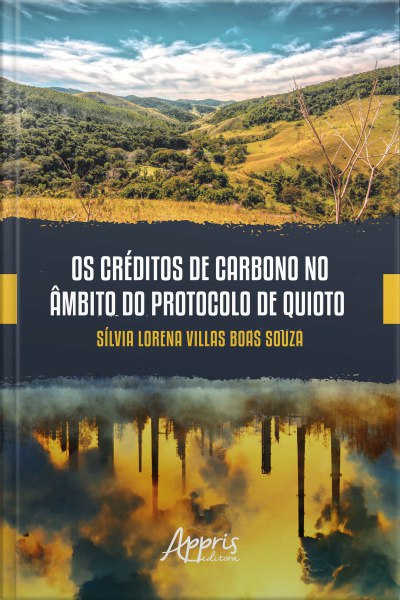 OS CRÉDITOS DE CARBONO NO
ÂMBITO DO PROTOCOLO DE QUIOTO
SÍLVIA LORENA VILLAS BOAS SOUZA
Appris
editora